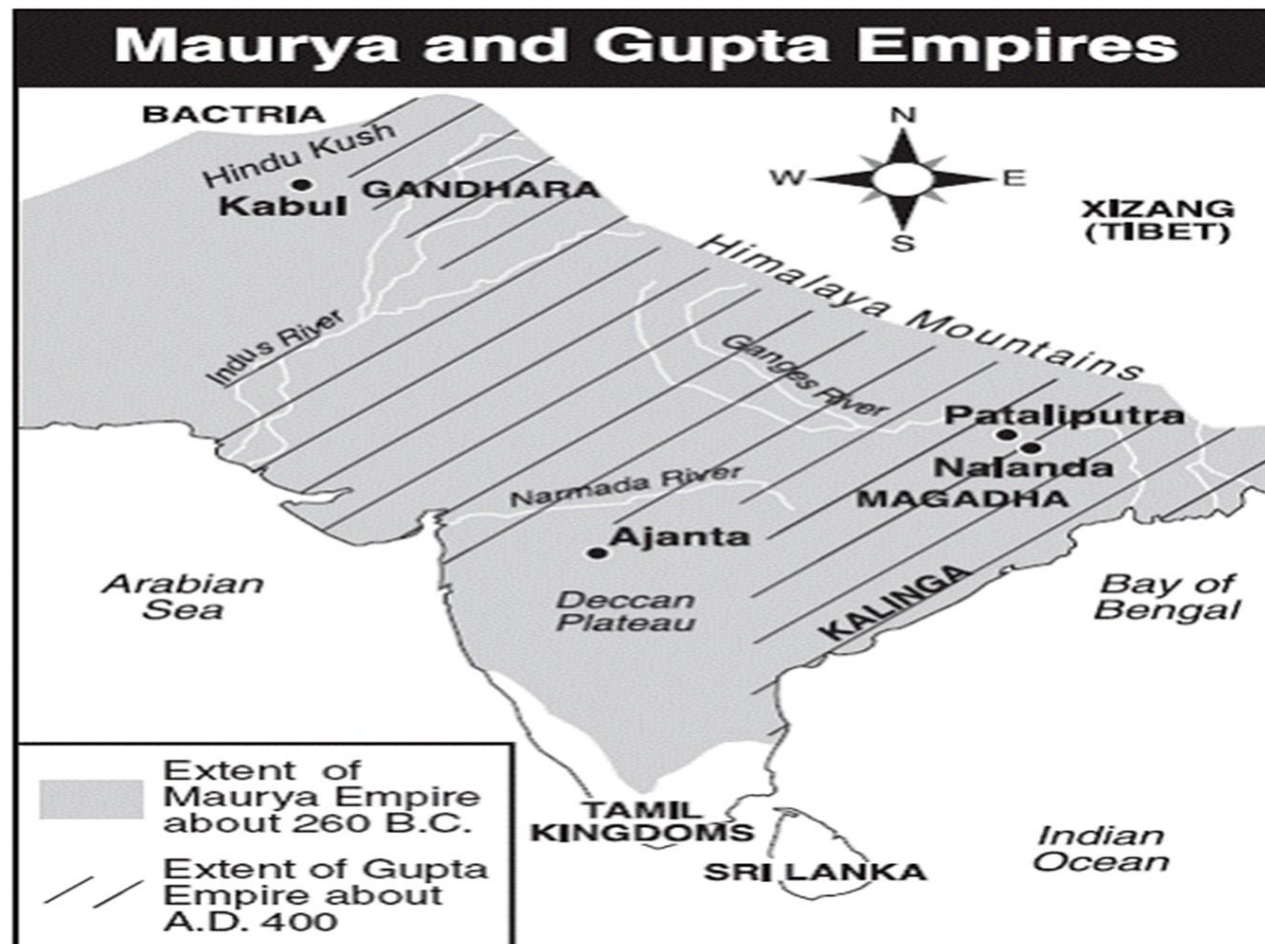 Maurya and Gupta Empires
BACTRIA
Hindu Kush
Kabul
GANDHARA
N
W
E
S
XIZANG
(TIBET)
Himalaya Mountains
Indus River
Ganges River
Pataliputra
Nalanda
MAGADHA
Narmada River
Ajanta
Arabian
Sea
Deccan
Plateau
KALINGA
Bay of
Bengal
Extent of
Maurya Empire
about 260 B.C.
Extent of Gupta
Empire about
A.D. 400
TAMIL
KINGDOMS
SRI LANKA
Indian
Ocean